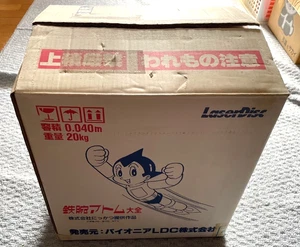 上積厳禁 われもの注意
LaserDisc
容積 0.040m
重量 20kg
鉄腕アトム大全
発売元：パイオニアLDC株式会社